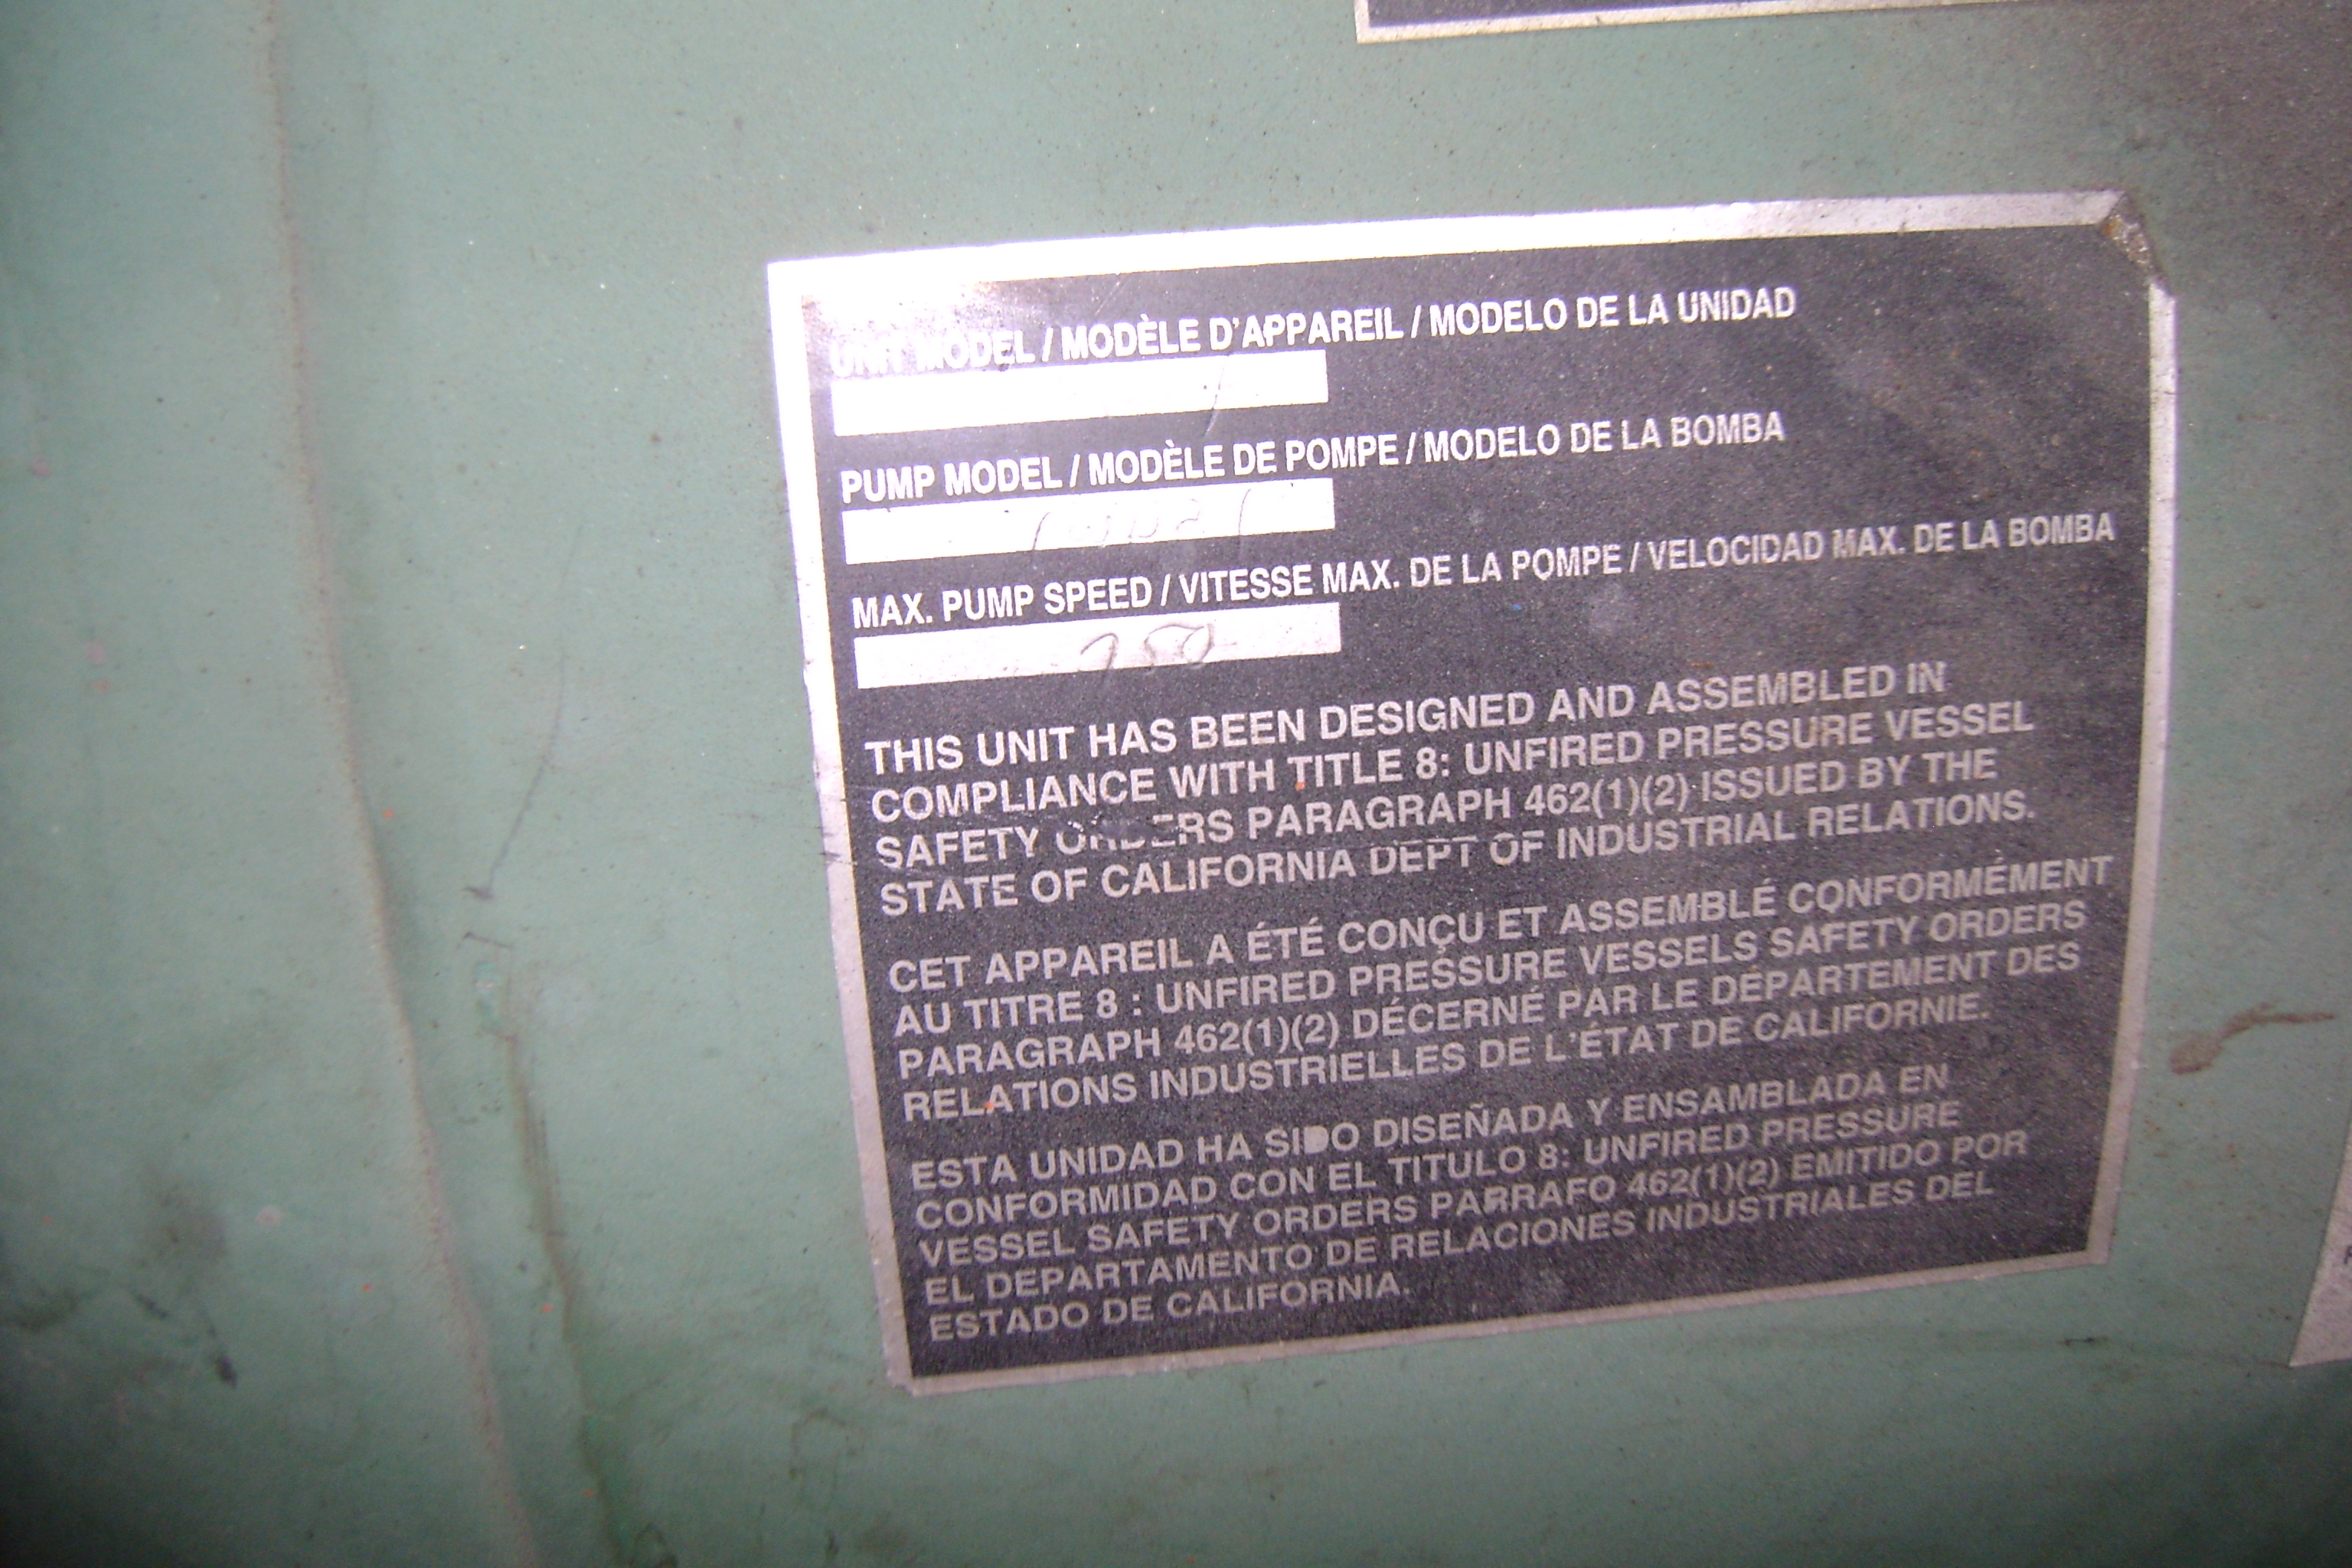 UNIT MODEL / MODÈLE D'APPAREIL / MODELO DE LA UNIDAD
PUMP MODEL / MODÈLE DE POMPE / MODELO DE LA BOMBA
MAX. PUMP SPEED / VITESSE MAX. DE LA POMPE / VELOCIDAD MAX. DE LA BOMBA
THIS UNIT HAS BEEN DESIGNED AND ASSEMBLED IN
COMPLIANCE WITH TITLE 8: UNFIRED PRESSURE VESSEL
SAFETY ORDERS PARAGRAPH 462(1)(2) ISSUED BY THE
STATE OF CALIFORNIA DEPT OF INDUSTRIAL RELATIONS.
CET APPAREIL A ÉTÉ CONÇU ET ASSEMBLÉ CONFORMÉMENT
AU TITRE 8 : UNFIRED PRESSURE VESSELS SAFETY ORDERS
PARAGRAPH 462(1)(2) DÉCERNÉ PAR LE DÉPARTEMENT DES
RELATIONS INDUSTRIELLES DE L'ÉTAT DE CALIFORNIE.
ESTA UNIDAD HA SIDO DISEÑADA Y ENSAMBLADA EN
CONFORMIDAD CON EL TITULO 8: UNFIRED PRESSURE
VESSEL SAFETY ORDERS PARRAFO 462(1)(2) EMITIDO POR
EL DEPARTAMENTO DE RELACIONES INDUSTRIALES DEL
ESTADO DE CALIFORNIA.